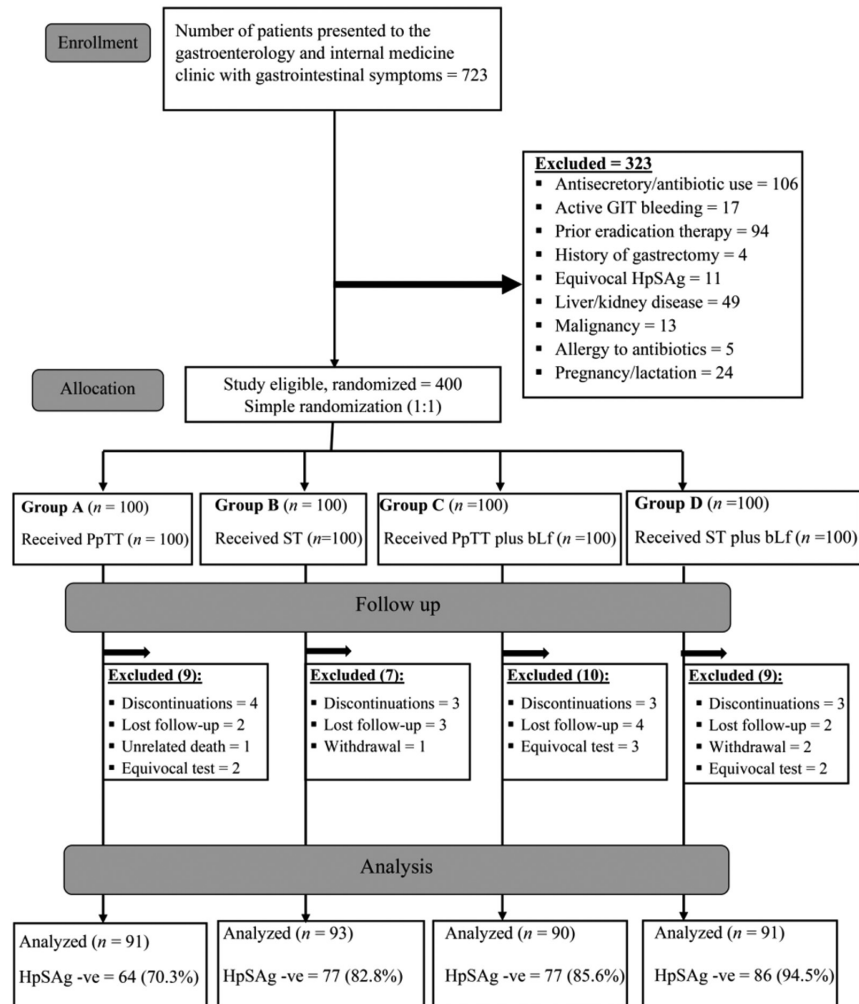 Enrollment
Number of patients presented to the
gastroenterology and internal medicine
clinic with gastrointestinal symptoms = 723
Excluded = 323
▪ Antisecretory/antibiotic use = 106
▪ Active GIT bleeding = 17
▪ Prior eradication therapy = 94
▪ History of gastrectomy = 4
▪ Equivocal HpSAg = 11
▪ Liver/kidney disease = 49
▪ Malignancy = 13
▪ Allergy to antibiotics = 5
▪ Pregnancy/lactation = 24
Allocation
Study eligible, randomized = 400
Simple randomization (1:1)
Group A (n = 100)
Received PpTT (n = 100)
Group B (n = 100)
Received ST (n=100)
Group C (n =100)
Received PpTT plus bLf (n =100)
Group D (n =100)
Received ST plus bLf (n =100)
Follow up
Excluded (9):
▪ Discontinuations = 4
▪ Lost follow-up = 2
▪ Unrelated death = 1
▪ Equivocal test = 2
Excluded (7):
▪ Discontinuations = 3
▪ Lost follow-up = 3
▪ Withdrawal = 1
Excluded (10):
▪ Discontinuations = 3
▪ Lost follow-up = 4
▪ Equivocal test = 3
Excluded (9):
▪ Discontinuations = 3
▪ Lost follow-up = 2
▪ Withdrawal = 2
▪ Equivocal test = 2
Analysis
Analyzed (n = 91)
HpSAg -ve = 64 (70.3%)
Analyzed (n = 93)
HpSAg -ve = 77 (82.8%)
Analyzed (n = 90)
HpSAg -ve = 77 (85.6%)
Analyzed (n = 91)
HpSAg -ve = 86 (94.5%)